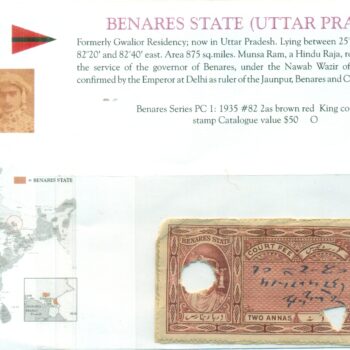 BENARES STATE (UTTAR PRA
Formerly Gwalior Residency; now in Uttar Pradesh. Lying between 25°
82°20' and 82°40' east. Area 875 sq.miles. Munsa Ram, a Hindu Raja, r
the service of the governor of Benares, under the Nawab Wazir of
confirmed by the Emperor at Delhi as ruler of the Jaunpur, Benares and C
Benares Series PC-1: 1935 #82 2as brown red King co
stamp Catalogue value $50 O
= BENARES STATE
BENARES STATE
COURT FEE
TWO ANNAS